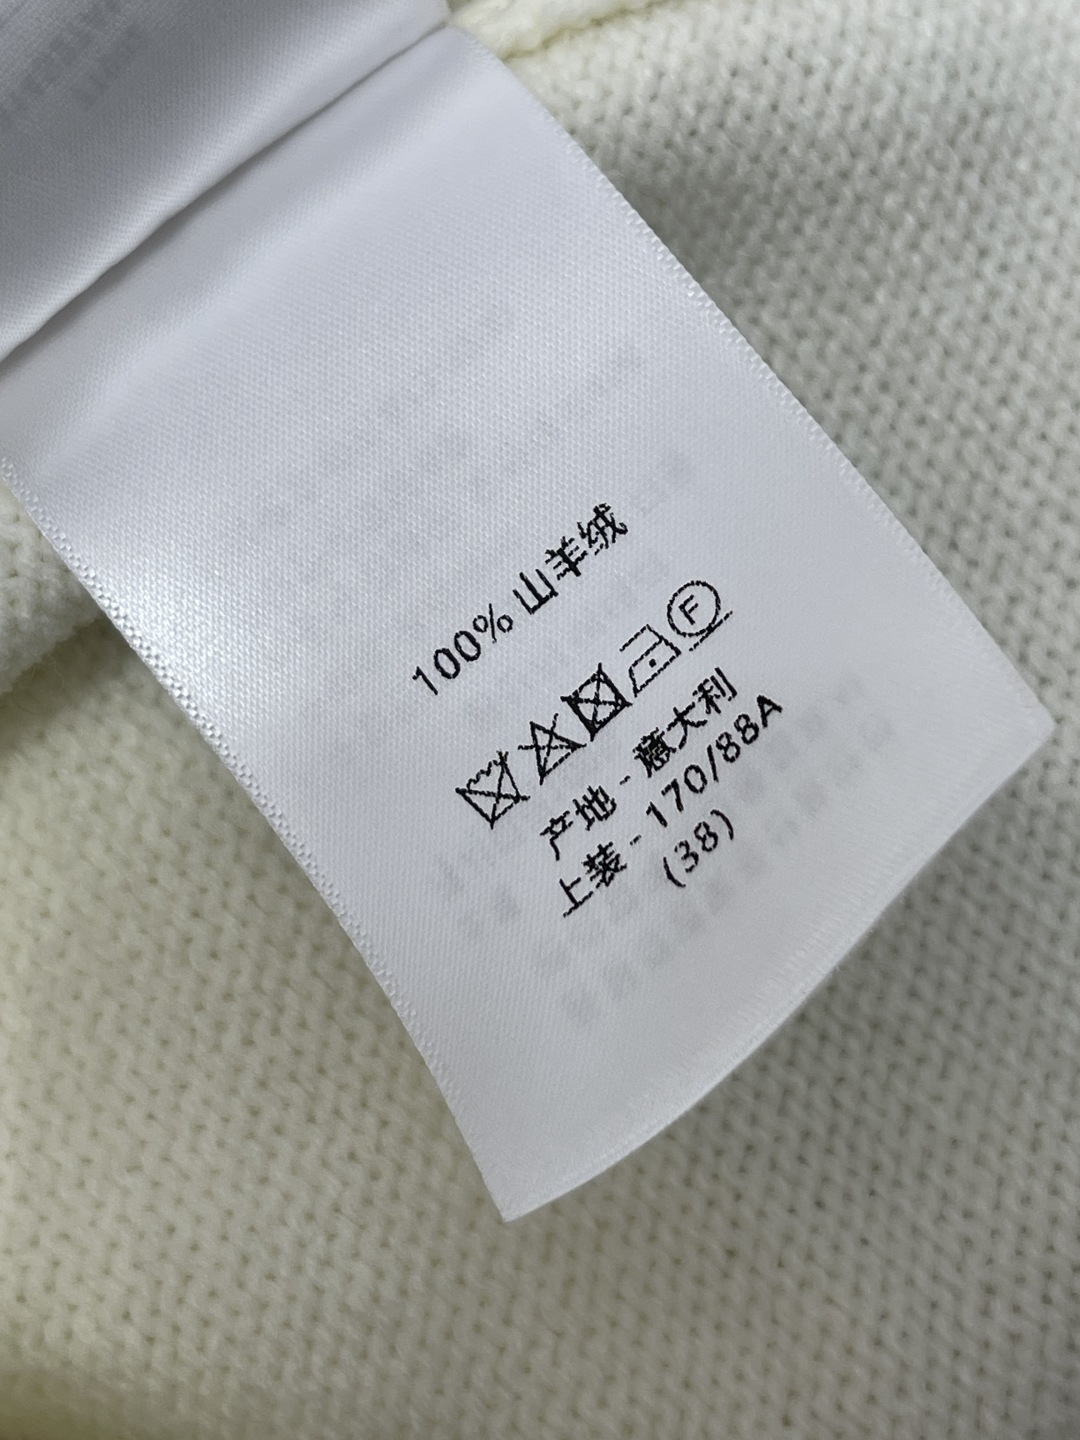 100% 山羊绒
F
产地 - 意大利
上装 - 170/88A
(38)